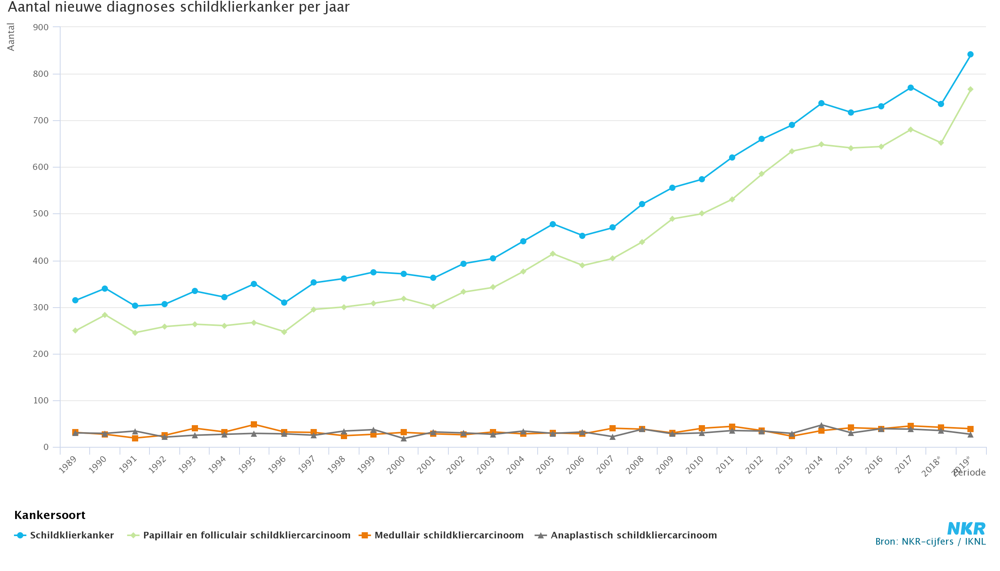 Aantal nieuwe diagnoses schildklierkanker per jaar
Aantal
900
800
700
600
500
400
300
200
100
0
1989 1990 1991 1992 1993 1994 1995 1996 1997 1998 1999 2000 2001 2002 2003 2004 2005 2006 2007 2008 2009 2010 2011 2012 2013 2014 2015 2016 2017 2018* 2019*
Periode
Kankersoort
Schildklierkanker Papillair en folliculair schildkliercarcinoom Medullair schildkliercarcinoom Anaplastisch schildkliercarcinoom
NKR
Bron: NKR-cijfers / IKNL